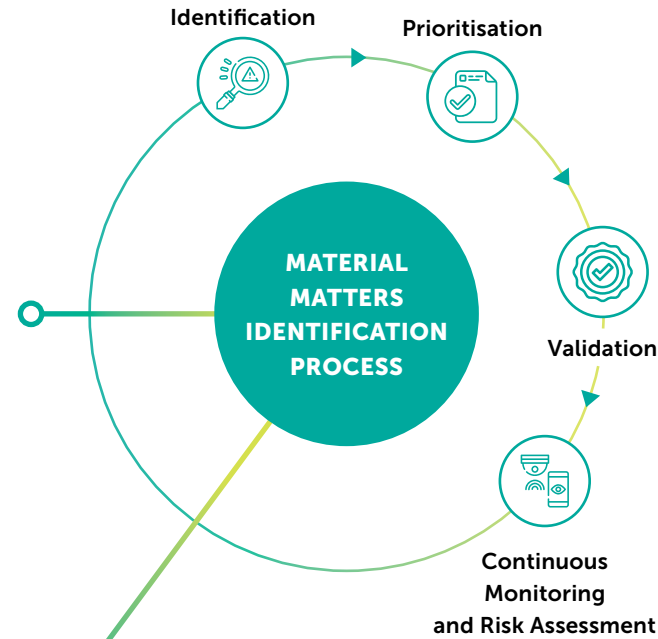 Identification
Prioritisation
MATERIAL
MATTERS
IDENTIFICATION
PROCESS
Validation
Continuous
Monitoring
and Risk Assessment